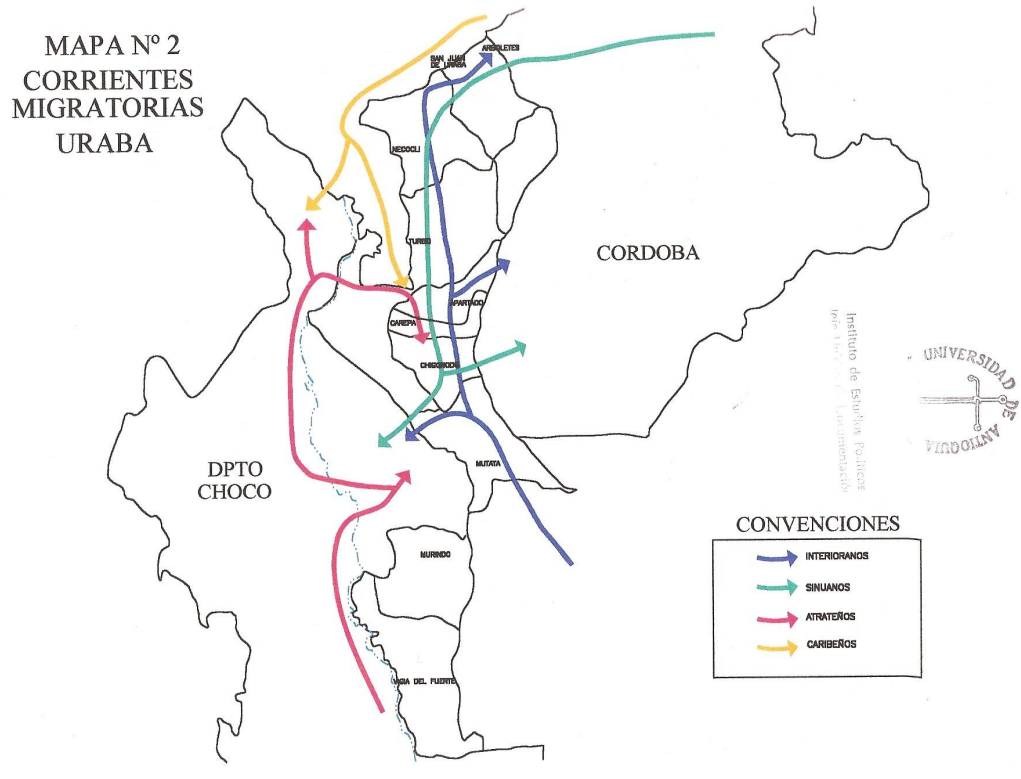 MAPA Nº 2
CORRIENTES
MIGRATORIAS
URABA
ARBOLETES
SAN JUAN
DE URABA
NECOCLI
TURBO
CORDOBA
APARTADO
CAREPA
CHIGORODO
MUTATA
DPTO
CHOCO
MURINDO
VIGIA DEL FUERTE
CONVENCIONES
INTERIORANOS
SINUANOS
ATRATEÑOS
CARIBEÑOS
Instituto de Estudios Políticos
UNIVERSIDAD DE
ANTIOQUIA